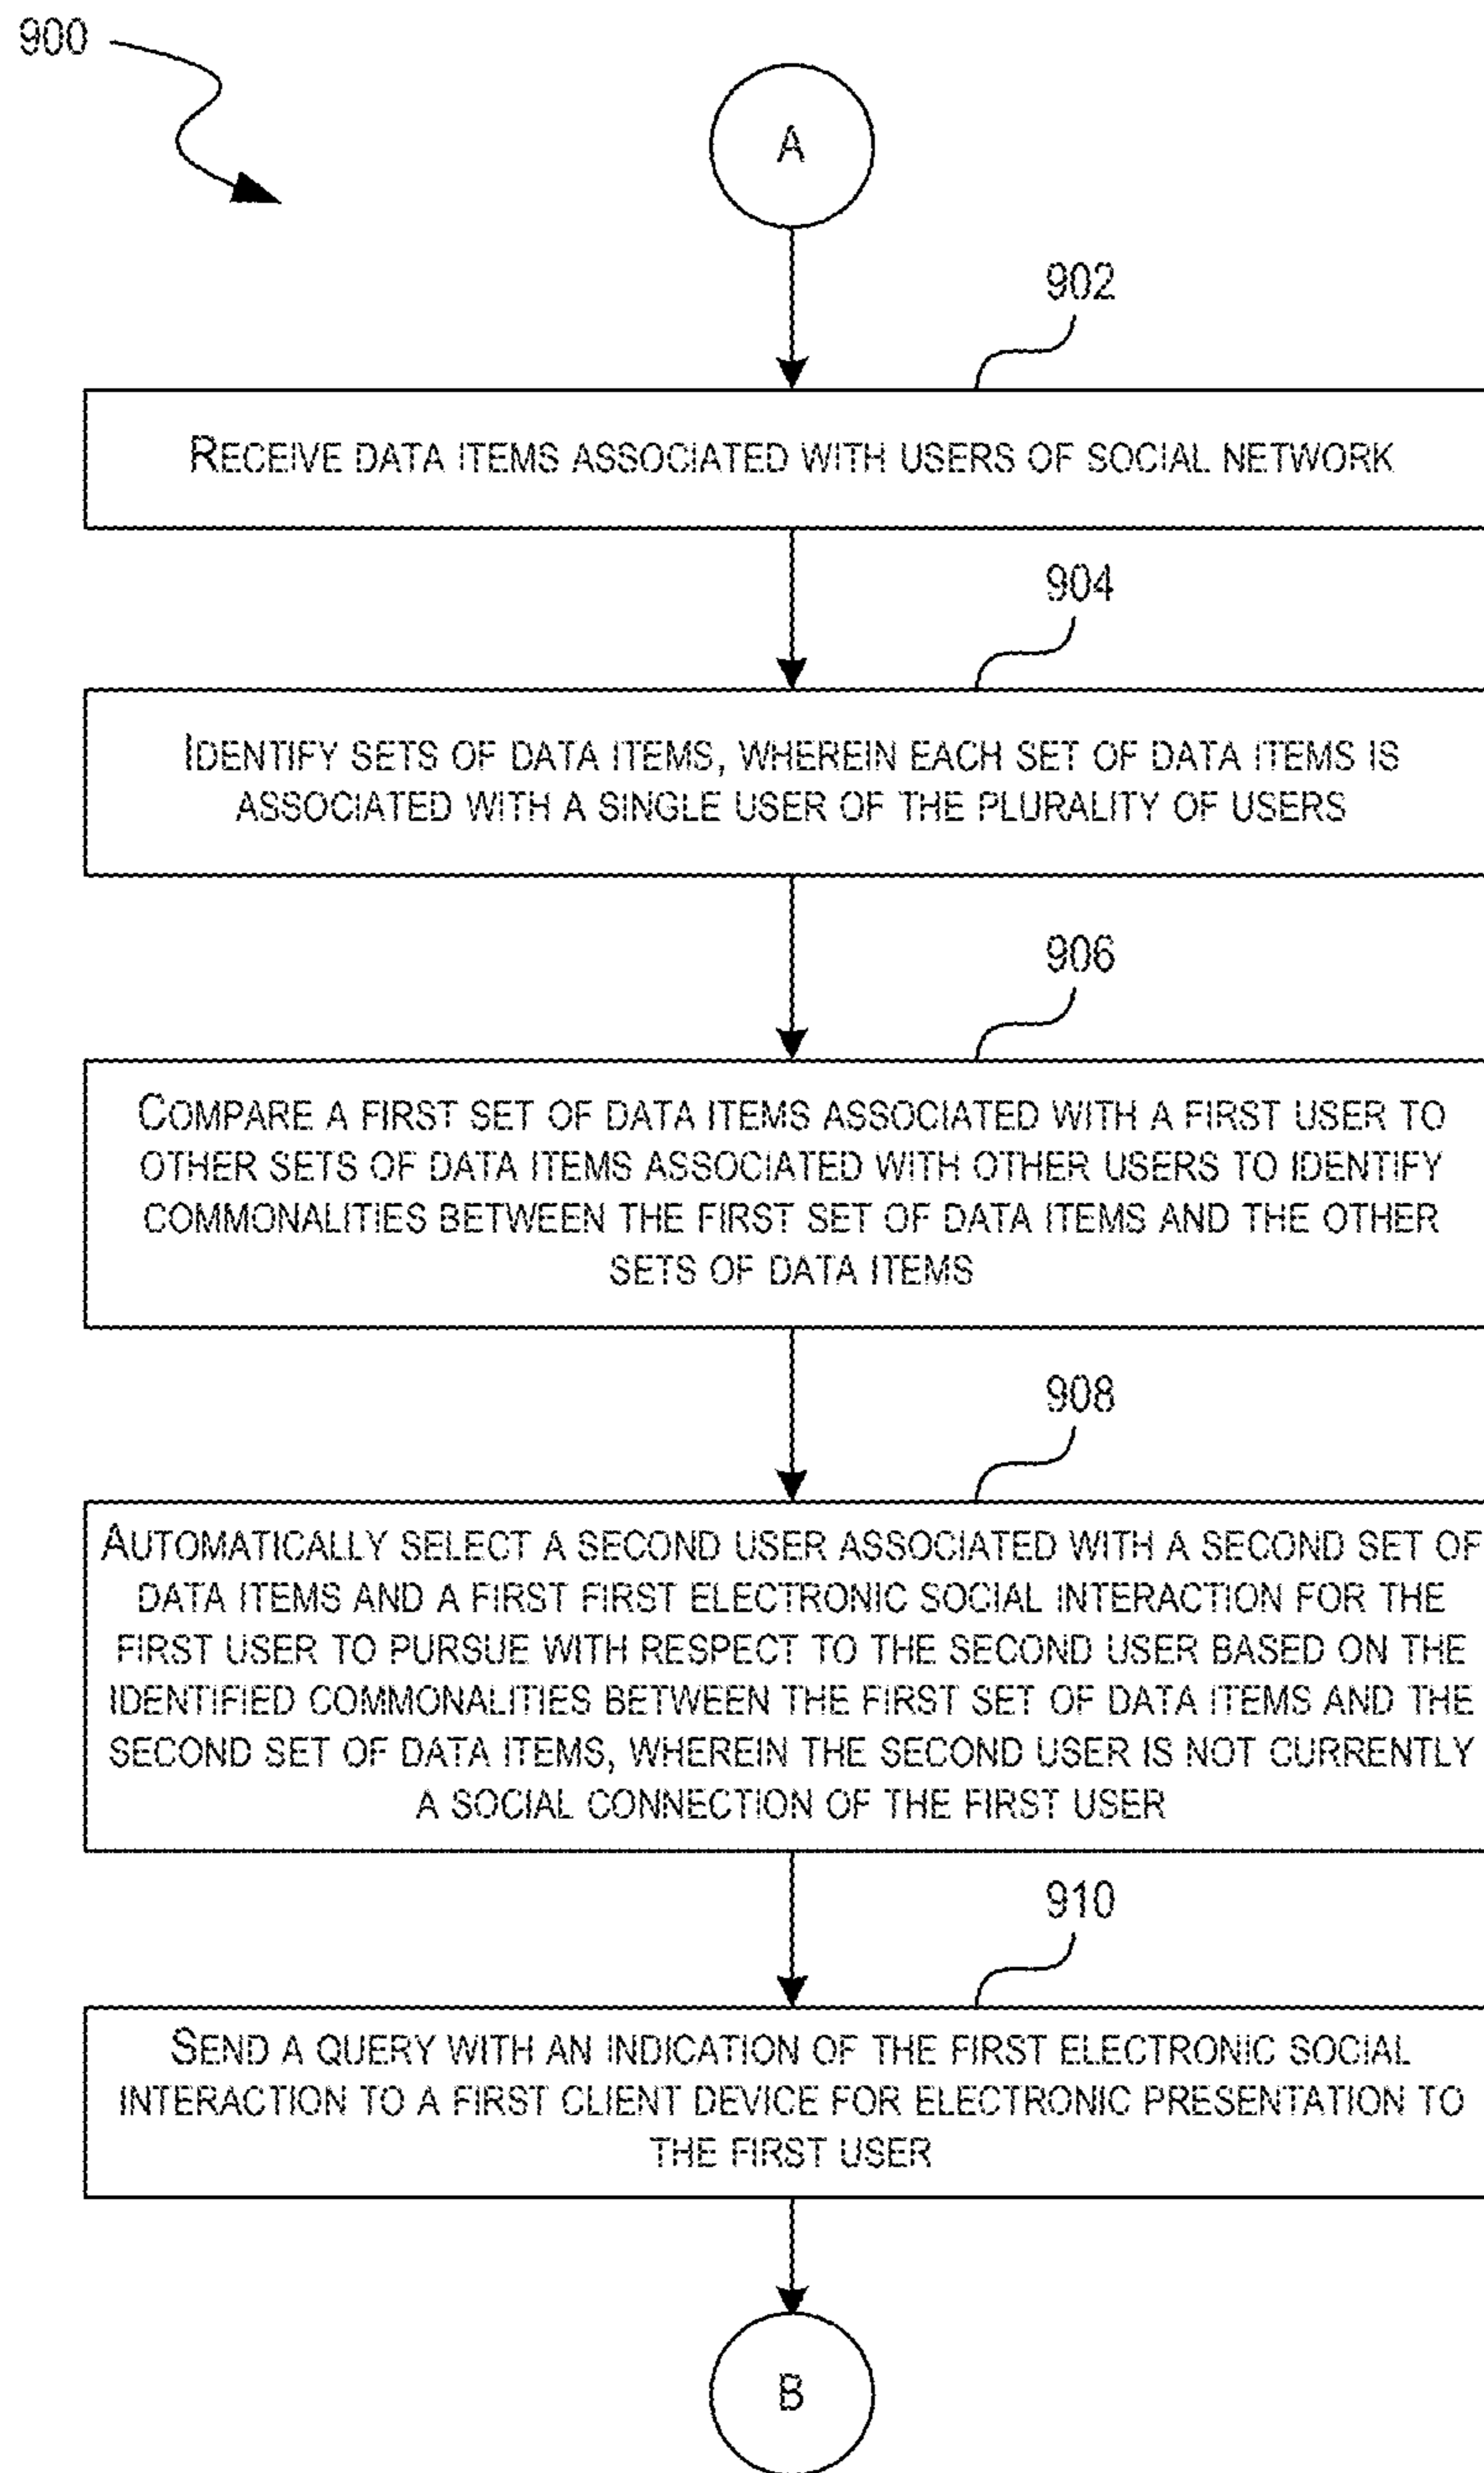 900
A
902
RECEIVE DATA ITEMS ASSOCIATED WITH USERS OF SOCIAL NETWORK
904
IDENTIFY SETS OF DATA ITEMS, WHEREIN EACH SET OF DATA ITEMS IS
ASSOCIATED WITH A SINGLE USER OF THE PLURALITY OF USERS
906
COMPARE A FIRST SET OF DATA ITEMS ASSOCIATED WITH A FIRST USER TO
OTHER SETS OF DATA ITEMS ASSOCIATED WITH OTHER USERS TO IDENTIFY
COMMONALITIES BETWEEN THE FIRST SET OF DATA ITEMS AND THE OTHER
SETS OF DATA ITEMS
908
AUTOMATICALLY SELECT A SECOND USER ASSOCIATED WITH A SECOND SET OF
DATA ITEMS AND A FIRST FIRST ELECTRONIC SOCIAL INTERACTION FOR THE
FIRST USER TO PURSUE WITH RESPECT TO THE SECOND USER BASED ON THE
IDENTIFIED COMMONALITIES BETWEEN THE FIRST SET OF DATA ITEMS AND THE
SECOND SET OF DATA ITEMS, WHEREIN THE SECOND USER IS NOT CURRENTLY
A SOCIAL CONNECTION OF THE FIRST USER
910
SEND A QUERY WITH AN INDICATION OF THE FIRST ELECTRONIC SOCIAL
INTERACTION TO A FIRST CLIENT DEVICE FOR ELECTRONIC PRESENTATION TO
THE FIRST USER
B